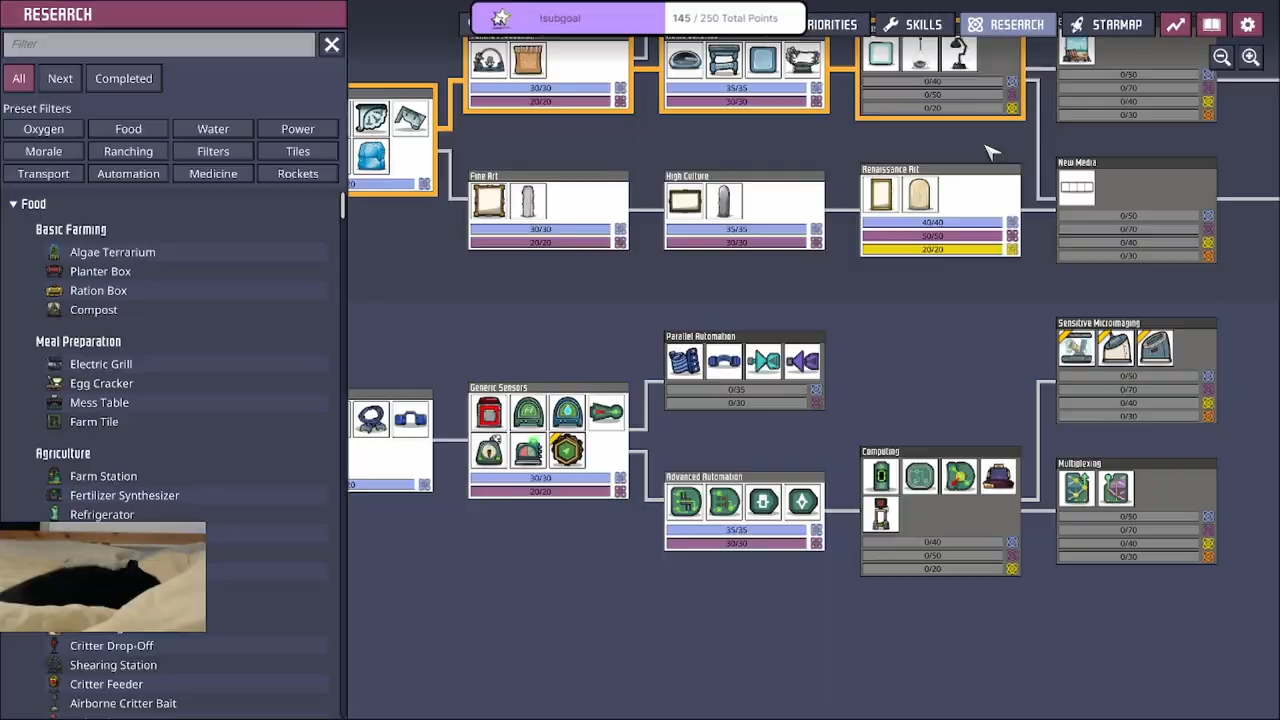 RESEARCH
Filter
All
Next
Completed
Preset Filters
Oxygen
Food
Water
Power
Morale
Ranching
Filters
Tiles
Transport
Automation
Medicine
Rockets
Food
Basic Farming
Algae Terrarium
Planter Box
Ration Box
Compost
Meal Preparation
Electric Grill
Egg Cracker
Mess Table
Farm Tile
Agriculture
Farm Station
Fertilizer Synthesizer
Refrigerator
Critter Drop-Off
Shearing Station
Critter Feeder
Airborne Critter Bait
!subgoal
145 / 250 Total Points
RIORITIES
SKILLS
RESEARCH
STARMAP
30/30
20/20
35/35
30/30
0/40
0/50
0/20
0/50
0/70
0/40
0/30
Fine Art
30/30
20/20
High Culture
35/35
30/30
Renaissance Art
40/40
50/50
20/20
New Media
0/50
0/70
0/40
0/30
Generic Sensors
30/30
20/20
Parallel Automation
0/35
0/30
Advanced Automation
35/35
30/30
Computing
0/40
0/50
0/20
Sensitive Microimaging
0/50
0/70
0/40
0/30
Multiplexing
0/50
0/70
0/40
0/30